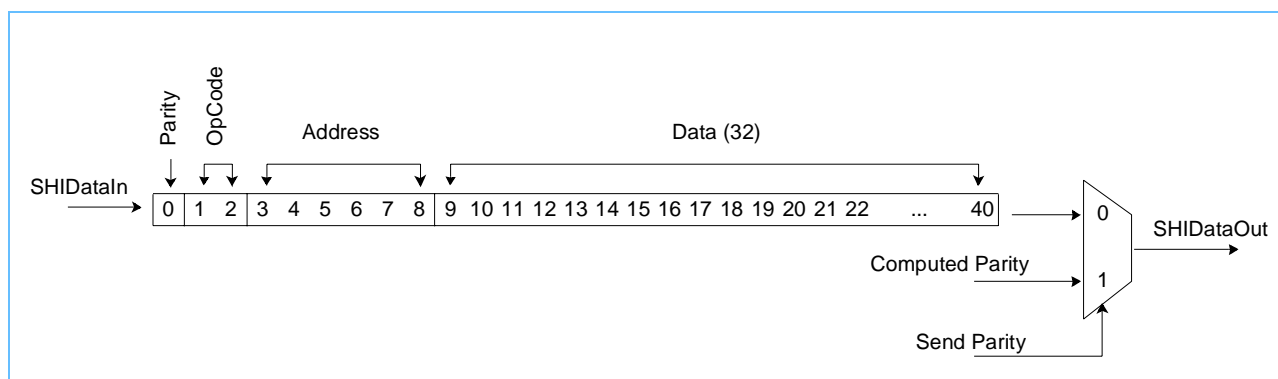 Parity
OpCode
Address
Data (32)
SHIDataIn
0 1 2 3 4 5 6 7 8 9 10 11 12 13 14 15 16 17 18 19 20 21 22 ... 40
0
SHIDataOut
Computed Parity
1
Send Parity